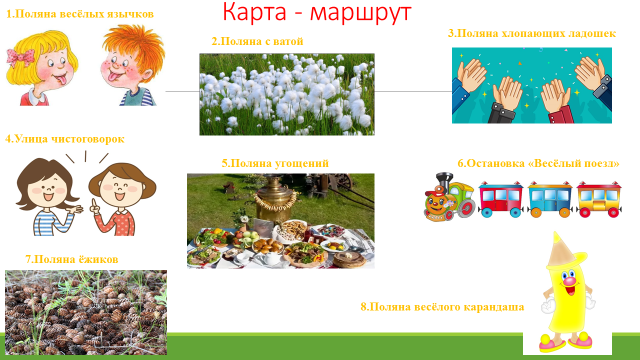 Карта - маршрут
1.Поляна весёлых язычков
2.Поляна с ватой
3.Поляна хлопающих ладошек
4.Улица чистоговорок
5.Поляна угощений
6.Остановка «Весёлый поезд»
7.Поляна ёжиков
8.Поляна весёлого карандаша